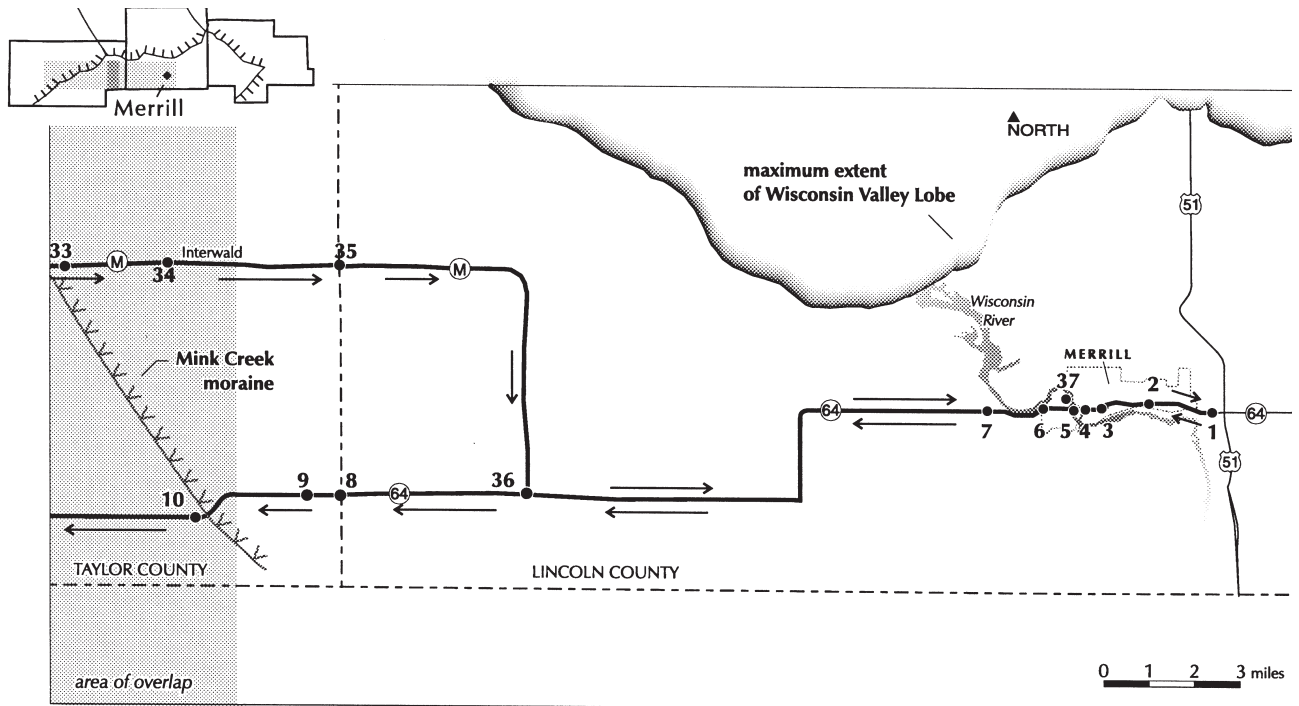 Merrill
NORTH
maximum extent
of Wisconsin Valley Lobe
51
33
M
34
Interwald
35
M
Wisconsin
River
Mink Creek
moraine
MERRILL
37
2
64
7
6
5
4
3
1
64
51
10
9
8
64
36
TAYLOR COUNTY
LINCOLN COUNTY
area of overlap
0 1 2 3 miles